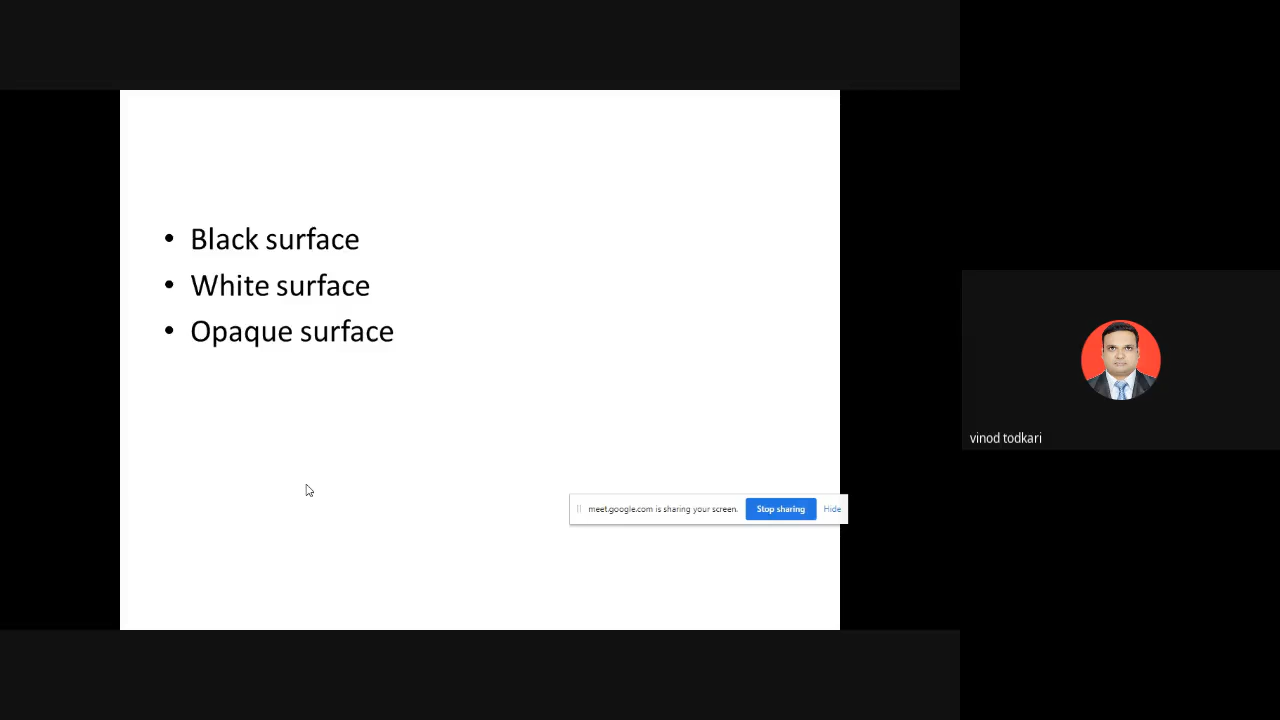 • Black surface
• White surface
• Opaque surface
meet.google.com is sharing your screen. Stop sharing Hide
vinod todkari